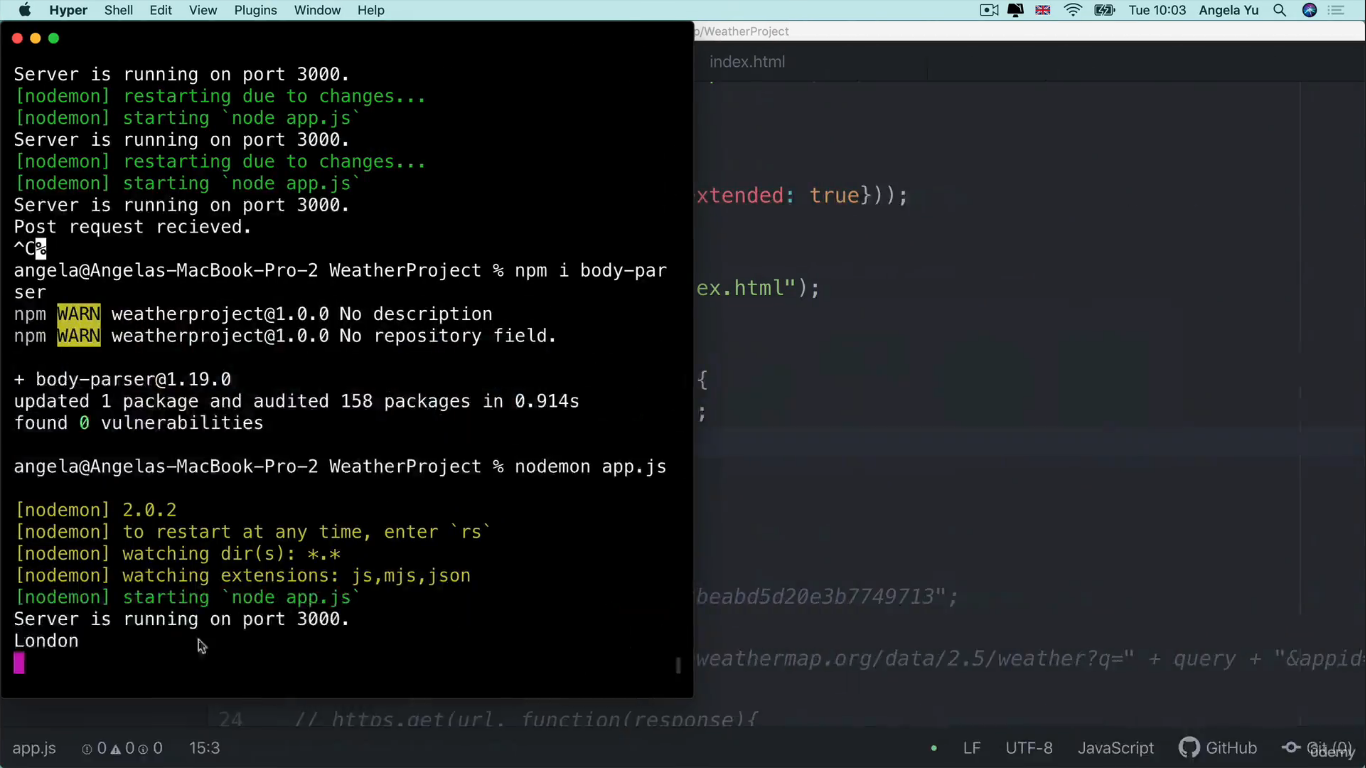 Hyper Shell Edit View Plugins Window Help Tue 10:03 Angela Yu
p/WeatherProject
index.html
Server is running on port 3000.
[nodemon] restarting due to changes...
[nodemon] starting `node app.js`
Server is running on port 3000.
[nodemon] restarting due to changes...
[nodemon] starting `node app.js`
Server is running on port 3000.
Post request recieved.
^C%
angela@Angelas-MacBook-Pro-2 WeatherProject % npm i body-par
ser
npm WARN weatherproject@1.0.0 No description
npm WARN weatherproject@1.0.0 No repository field.
+ body-parser@1.19.0
updated 1 package and audited 158 packages in 0.914s
found 0 vulnerabilities
angela@Angelas-MacBook-Pro-2 WeatherProject % nodemon app.js
[nodemon] 2.0.2
[nodemon] to restart at any time, enter `rs`
[nodemon] watching dir(s): *.*
[nodemon] watching extensions: js,mjs,json
[nodemon] starting `node app.js`
Server is running on port 3000.
London
xtended: true}));
ex.html");
{
;
beabd5d20e3b7749713";
weathermap.org/data/2.5/weather?q=" + query + "&appid=
24 // https.get(url, function(response){
app.js 0 0 0 15:3 LF UTF-8 JavaScript GitHub Git (0)
udemy